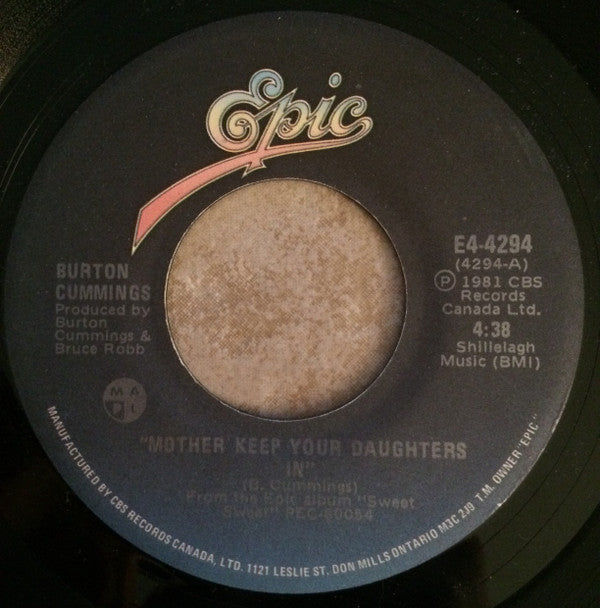 Epic
BURTON
CUMMINGS
Produced by
Burton
Cummings &
Bruce Robb
E4-4294
(4294-A)
Ⓟ 1981 CBS
Records
Canada Ltd.
4:38
Shillelagh
Music (BMI)
M A
P L
"MOTHER KEEP YOUR DAUGHTERS
IN"
(B. Cummings)
From the Epic album "Sweet
Sweet" PEC-80084
MANUFACTURED BY CBS RECORDS CANADA, LTD. 1121 LESLIE ST. DON MILLS ONTARIO M3C 2J9 T.M. OWNER "EPIC"